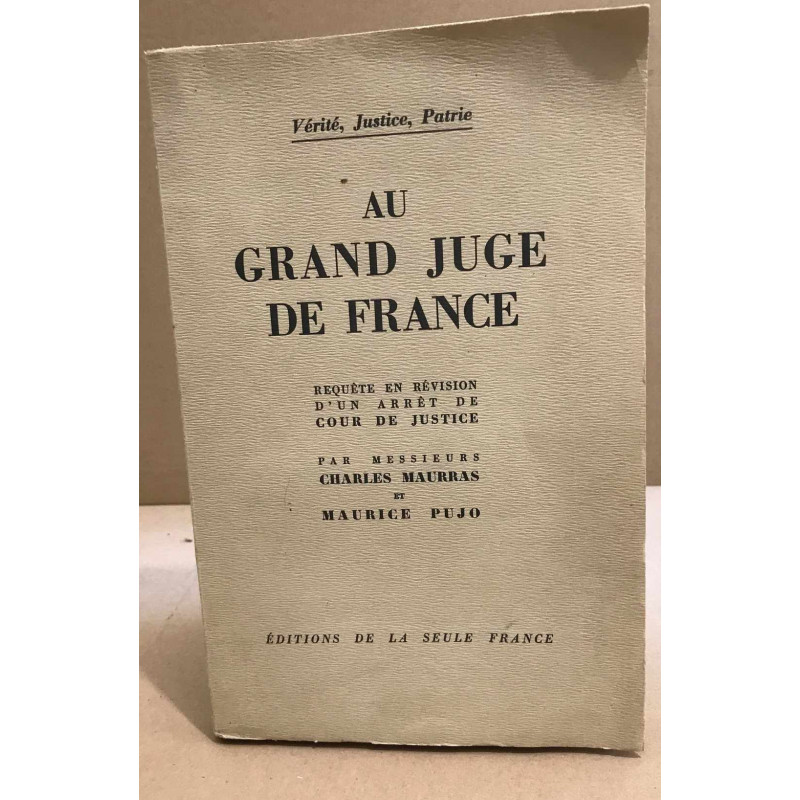 Vérité, Justice, Patrie
AU
GRAND JUGE
DE FRANCE
REQUÊTE EN RÉVISION
D'UN ARRÊT DE
COUR DE JUSTICE
PAR MESSIEURS
CHARLES MAURRAS
ET
MAURICE PUJO
ÉDITIONS DE LA SEULE FRANCE